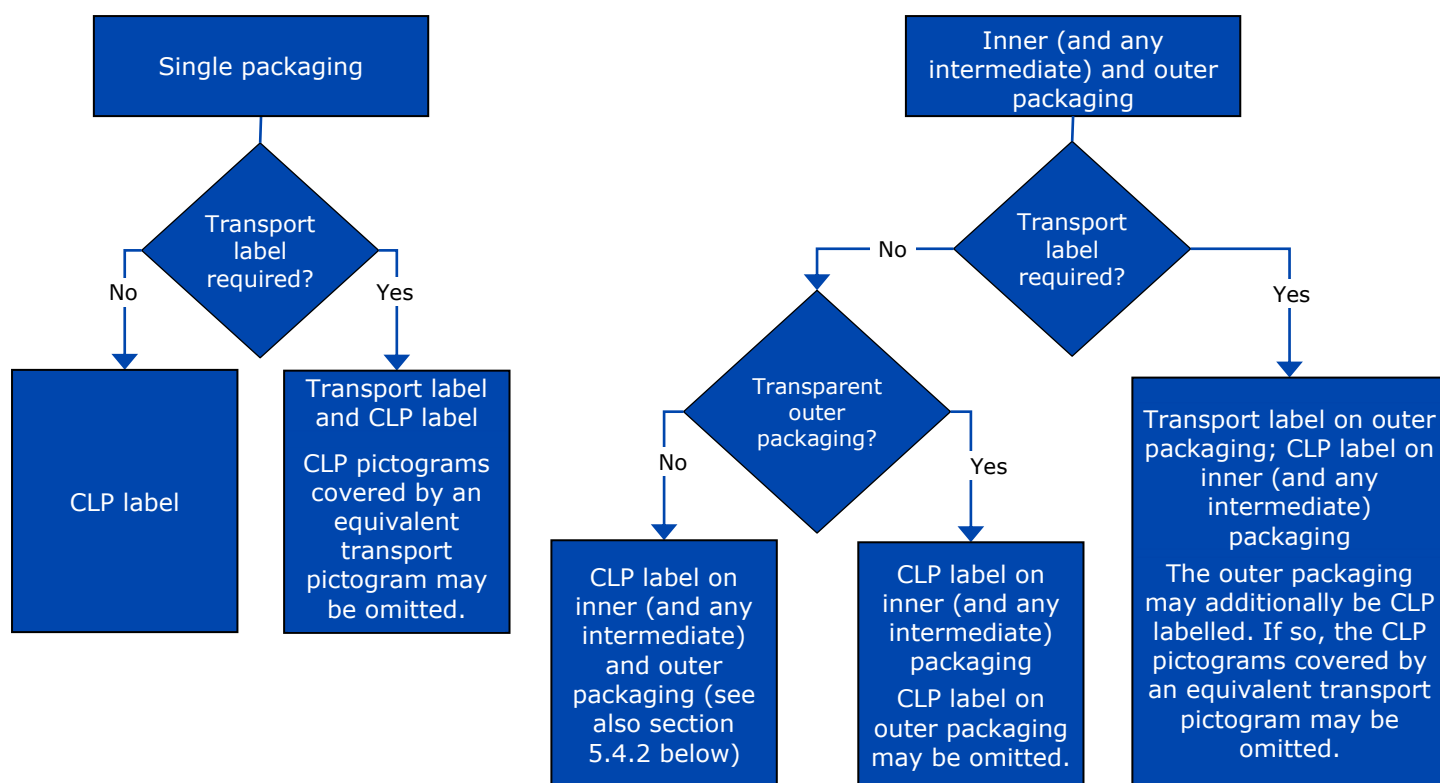 Single packaging
Transport
label
required?
No
Yes
CLP label
Transport label
and CLP label
CLP pictograms
covered by an
equivalent
transport
pictogram may
be omitted.
Inner (and any
intermediate) and outer
packaging
Transport
label
required?
No
Yes
Transparent
outer
packaging?
No
Yes
CLP label on
inner (and any
intermediate)
and outer
packaging (see
also section
5.4.2 below)
CLP label on
inner (and any
intermediate)
packaging
CLP label on
outer packaging
may be omitted.
Transport label on outer
packaging; CLP label on
inner (and any
intermediate)
packaging
The outer packaging
may additionally be CLP
labelled. If so, the CLP
pictograms covered by
an equivalent transport
pictogram may be
omitted.